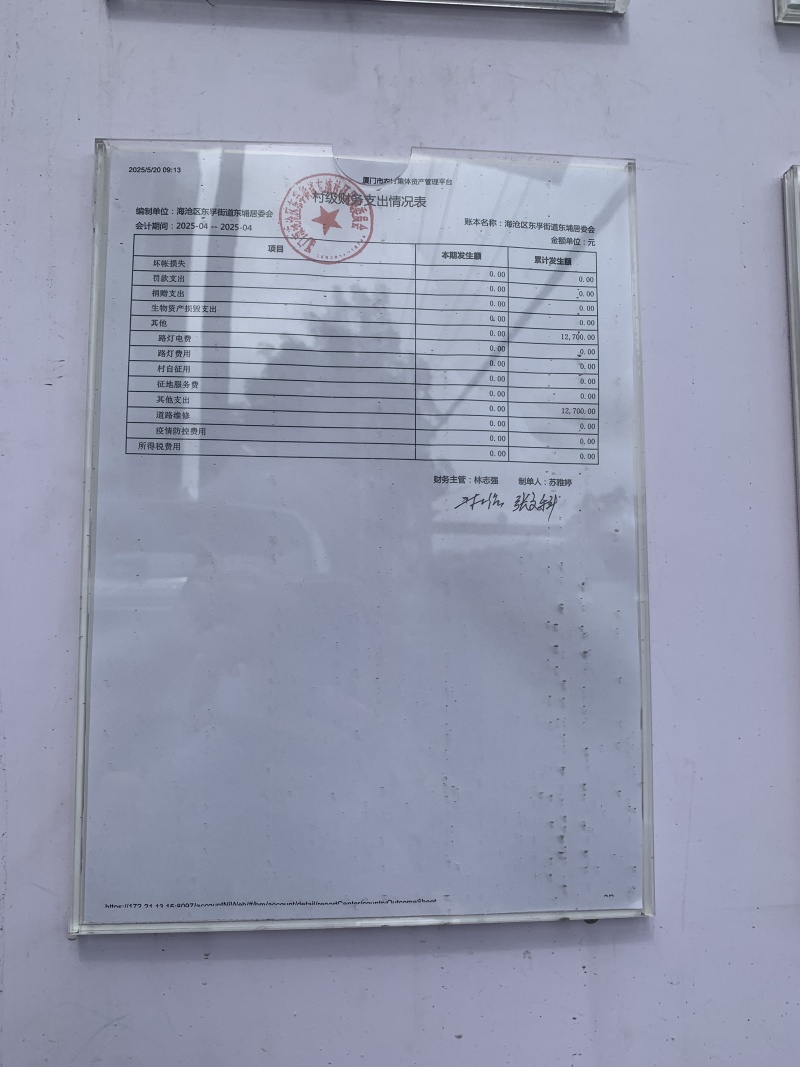 2025/5/20 09:13
厦门市农村集体资产管理平台
村级财务支出情况表
编制单位：海沧区东孚街道东埔居委会
账本名称：海沧区东孚街道东埔居委会
会计期间：2025-04 -- 2025-04
金额单位：元
项目 本期发生额 累计发生额
坏帐损失 0.00 0.00
罚款支出 0.00 0.00
捐赠支出 0.00 0.00
生物资产损毁支出 0.00 0.00
其他 0.00 12,700.00
路灯电费 0.00 0.00
路灯费用 0.00 0.00
村自征用 0.00 0.00
征地服务费 0.00 0.00
其他支出 0.00 12,700.00
道路维修 0.00 0.00
疫情防控费用 0.00 0.00
所得税费用 0.00 0.00
财务主管：林志强 制单人：苏雅婷